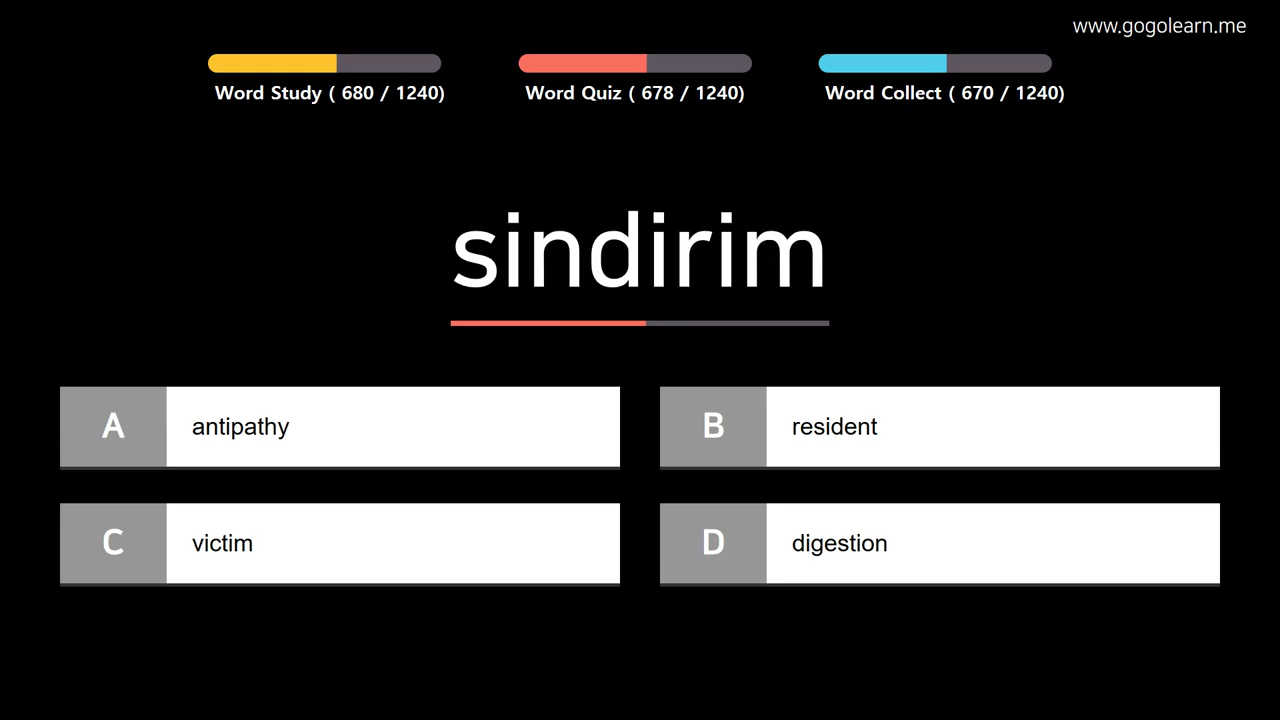 www.gogolearn.me
Word Study ( 680 / 1240)
Word Quiz ( 678 / 1240)
Word Collect ( 670 / 1240)
sindirim
A antipathy
B resident
C victim
D digestion